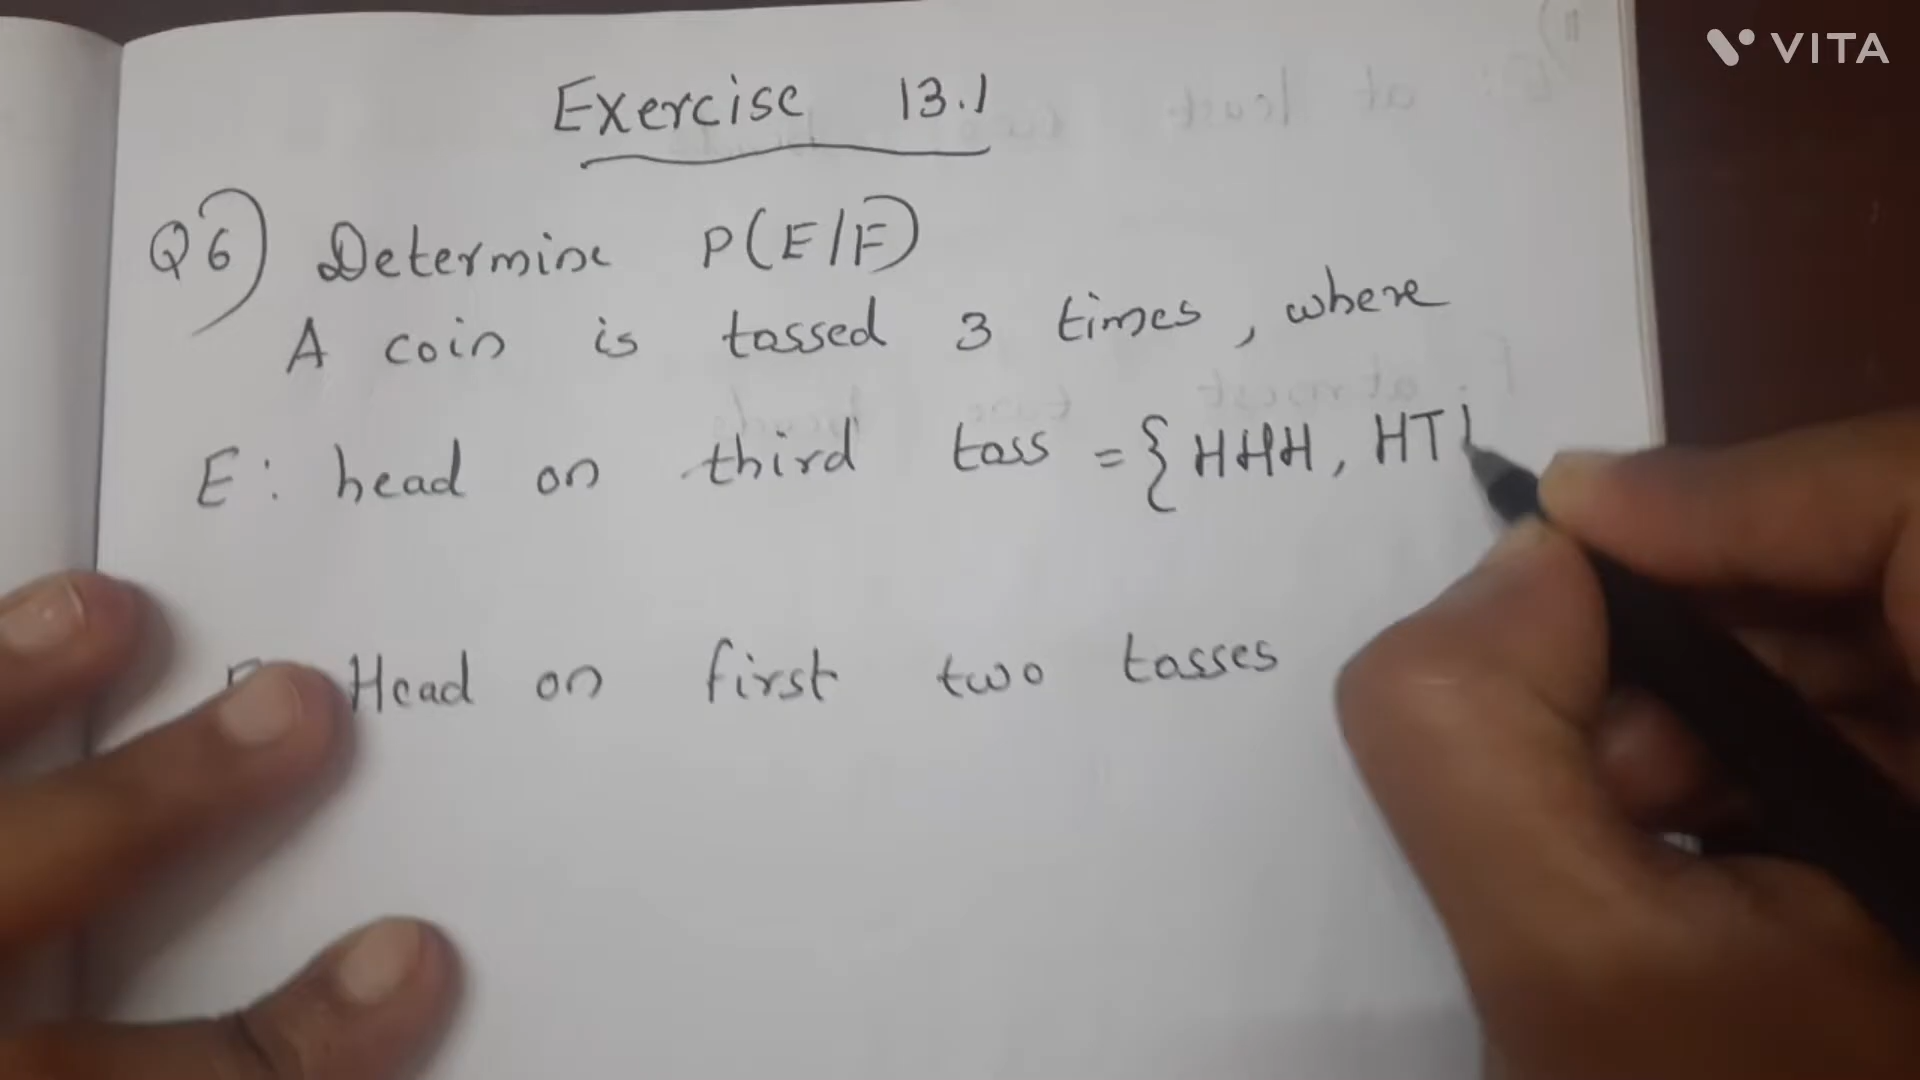 VITA
Exercise 13.1
Q6) Determine P(E/F)
A coin is tossed 3 times, where
E: head on third toss = {HHH, HT
Head on first two tosses